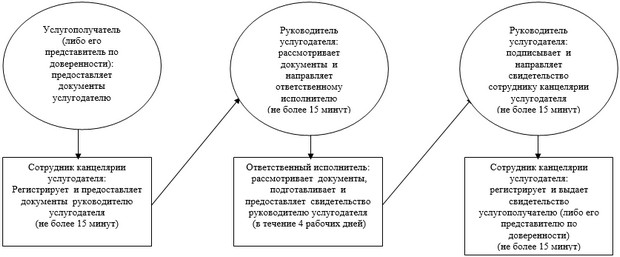 Услугополучатель
(либо его
представитель по
доверенности):
предоставляет
документы
услугодателю
Сотрудник канцелярии
услугодателя:
Регистрирует и предоставляет
документы руководителю
услугодателя
(не более 15 минут)
Руководитель
услугодателя:
рассматривает
документы и
направляет
ответственному
исполнителю
(не более 15 минут)
Ответственный исполнитель:
рассматривает документы,
подготавливает и
предоставляет свидетельство
руководителю услугодателя
(в течение 4 рабочих дней)
Руководитель
услугодателя:
подписывает и
направляет
свидетельство
сотруднику канцелярии
услугодателя
(не более 15 минут)
Сотрудник канцелярии
услугодателя:
регистрирует и выдает
свидетельство
услугополучателю (либо его
представителю по
доверенности)
(не более 15 минут)